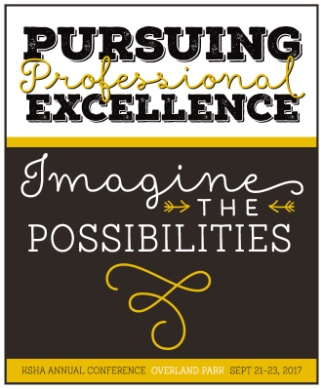 PURSUING
Professional
EXCELLENCE
Imagine
THE
POSSIBILITIES
KSHA ANNUAL CONFERENCE OVERLAND PARK SEPT 21-23, 2017